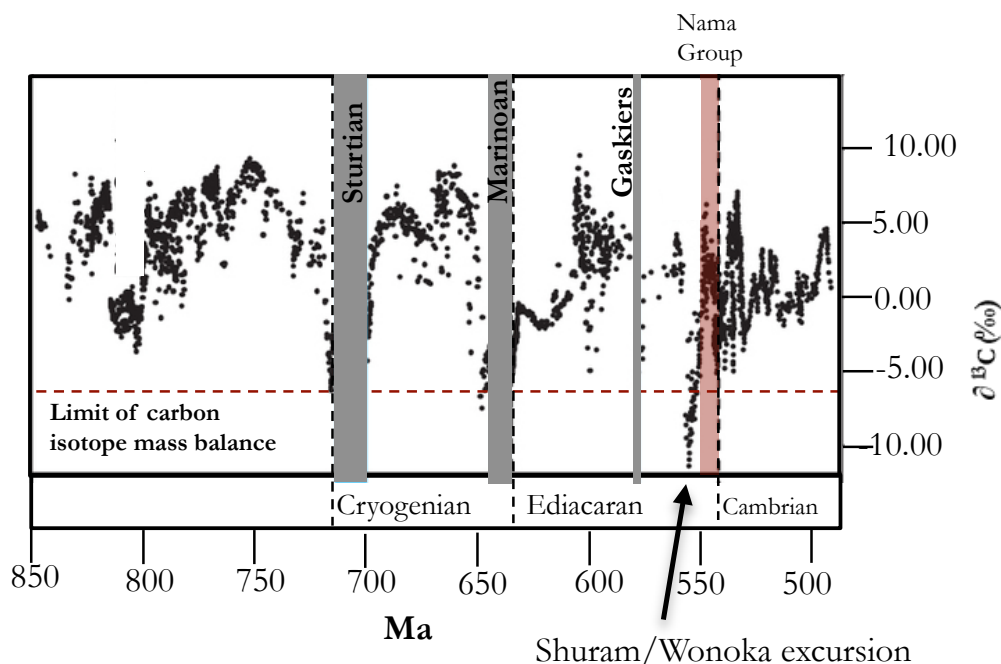 Nama
Group
Sturtian
Marinoan
Gaskiers
10.00
5.00
0.00
-5.00
-10.00
∂ ¹³C (‰)
Limit of carbon
isotope mass balance
Cryogenian
Ediacaran
Cambrian
850 800 750 700 650 600 550 500
Ma
Shuram/Wonoka excursion